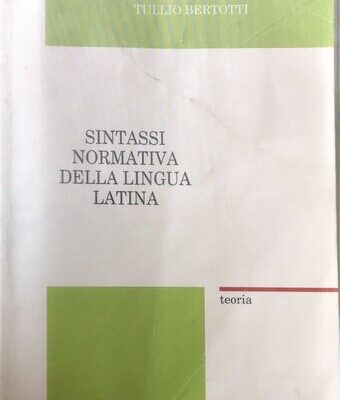 TULLIO BERTOTTI
SINTASSI
NORMATIVA
DELLA LINGUA
LATINA
teoria